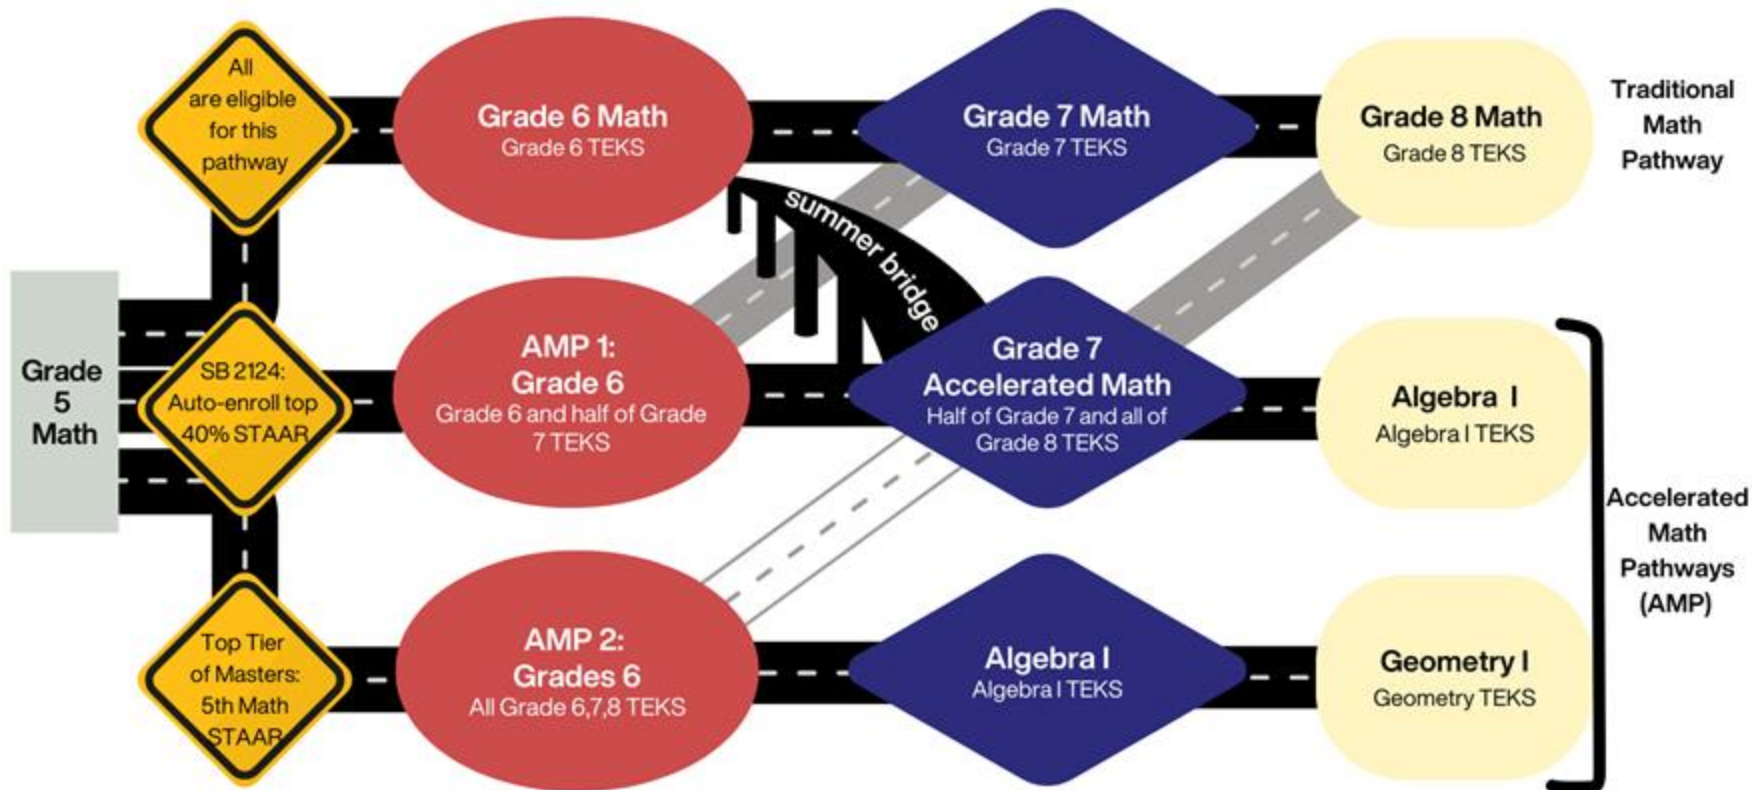 All
are eligible
for this
pathway
Grade 6 Math
Grade 6 TEKS
Grade 7 Math
Grade 7 TEKS
Grade 8 Math
Grade 8 TEKS
Traditional
Math
Pathway
summer bridge
Grade
5
Math
SB 2124:
Auto-enroll top
40% STAAR
AMP 1:
Grade 6
Grade 6 and half of Grade
7 TEKS
Grade 7
Accelerated Math
Half of Grade 7 and all of
Grade 8 TEKS
Algebra I
Algebra I TEKS
Accelerated
Math
Pathways
(AMP)
Top Tier
of Masters:
5th Math
STAAR
AMP 2:
Grades 6
All Grade 6,7,8 TEKS
Algebra I
Algebra I TEKS
Geometry I
Geometry TEKS